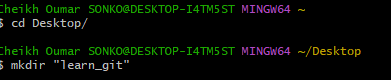 Cheikh Oumar SONKO@DESKTOP-I4TM5ST MINGW64 ~
$ cd Desktop/
Cheikh Oumar SONKO@DESKTOP-I4TM5ST MINGW64 ~/Desktop
$ mkdir "learn_git"